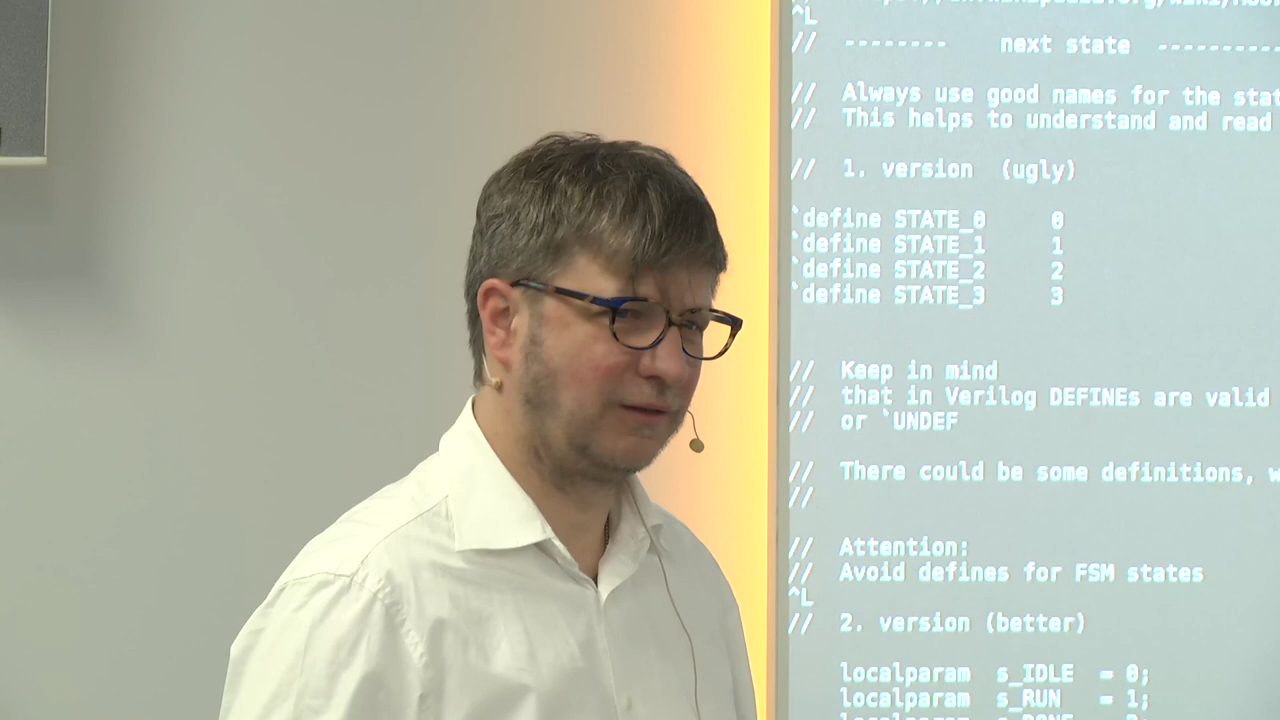 ^L
// -------- next state ----------
// Always use good names for the
// This helps to understand and read
// 1. version (ugly)
`define STATE_0 0
`define STATE_1 1
`define STATE_2 2
`define STATE_3 3
// Keep in mind
// that in Verilog DEFINEs are valid
// or `UNDEF
// There could be some definitions,
//
// Attention:
// Avoid defines for FSM states
^L
// 2. version (better)
localparam s_IDLE = 0;
localparam s_RUN = 1;